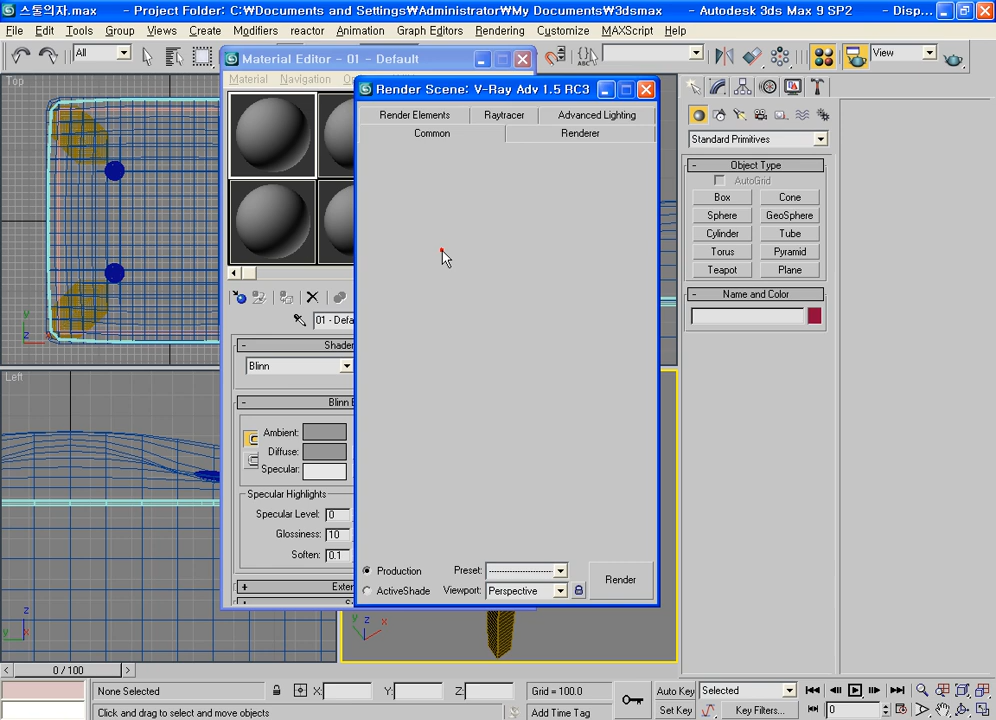 스툴의자.max - Project Folder: C:₩Documents and Settings₩Administrator₩My Documents₩3dsmax - Autodesk 3ds Max 9 SP2 - Disp...
File Edit Tools Group Views Create Modifiers reactor Animation Graph Editors Rendering Customize MAXScript Help
All
View
Top
Material Editor - 01 - Default
Material Navigation
Render Scene: V-Ray Adv 1.5 RC3
Render Elements Raytracer Advanced Lighting
Common Renderer
Standard Primitives
- Object Type
AutoGrid
Box Cone
Sphere GeoSphere
Cylinder Tube
Torus Pyramid
Teapot Plane
- Name and Color
01 - Defa
- Shader
Blinn
Left
- Blinn B
Ambient:
Diffuse:
Specular:
Specular Highlights
Specular Level: 0
Glossiness: 10
Soften: 0.1
+ Exter
Production Preset: --------------------
Render
ActiveShade Viewport: Perspective
y z x
z y x
y z x
< 0 / 100 >
None Selected X: Y: Z: Grid = 100.0 Auto Key Selected
Click and drag to select and move objects Add Time Tag Set Key Key Filters... 0